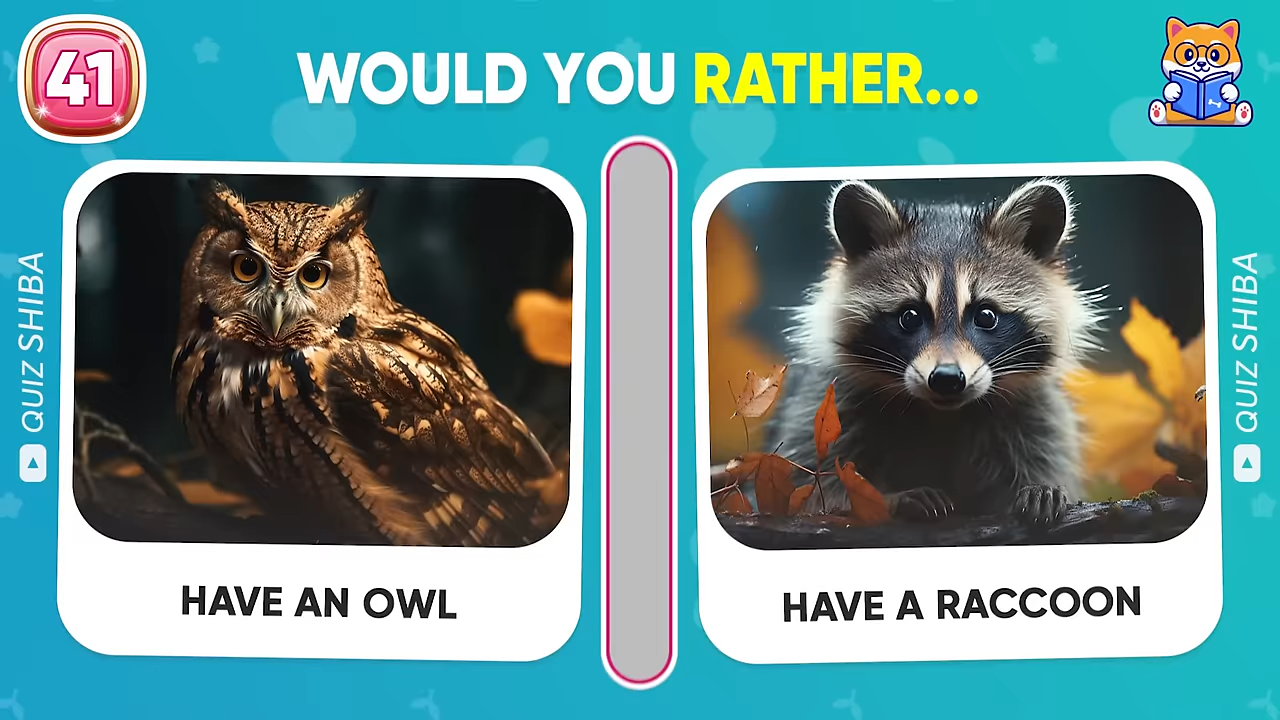 41
WOULD YOU RATHER...
QUIZ SHIBA
HAVE AN OWL
HAVE A RACCOON
QUIZ SHIBA